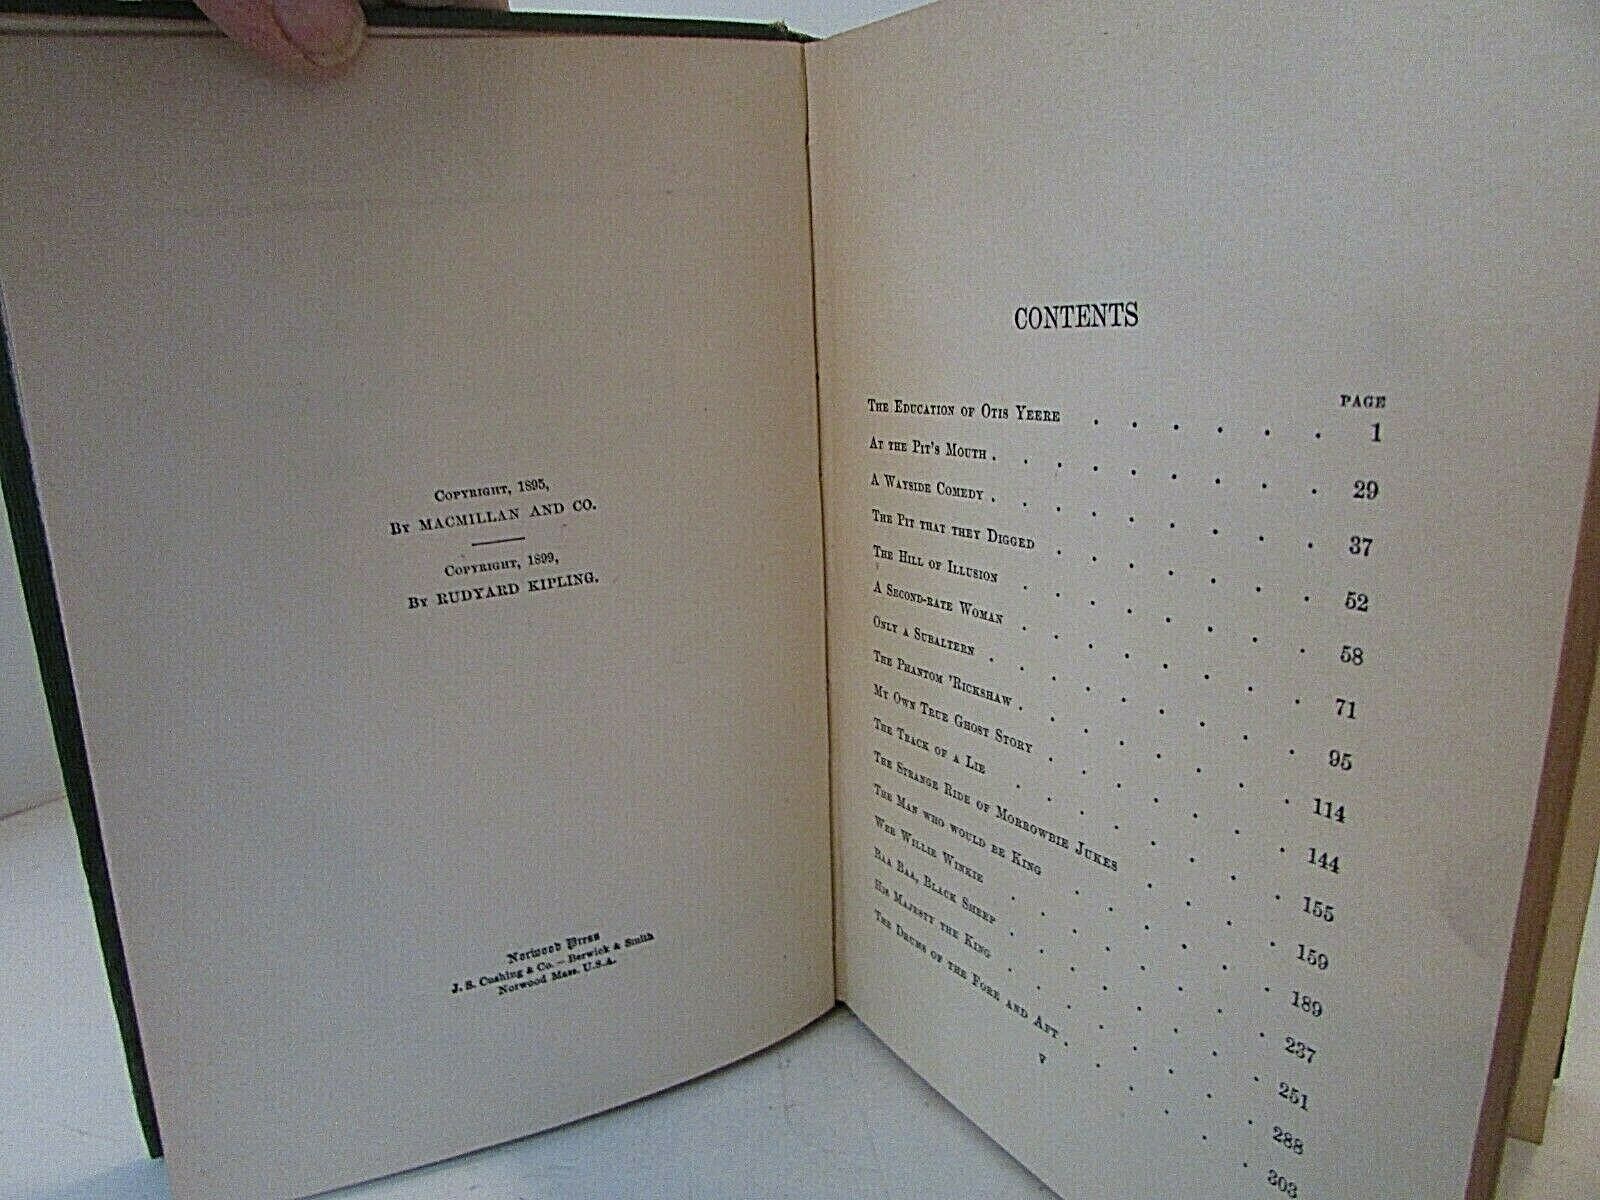 COPYRIGHT, 1895,
BY MACMILLAN AND CO.
COPYRIGHT, 1899,
BY RUDYARD KIPLING.
Norwood Press
J. S. Cushing & Co. – Berwick & Smith
Norwood Mass. U.S.A.
CONTENTS
PAGE
THE EDUCATION OF OTIS YEERE . . . . . . 1
AT THE PIT'S MOUTH . . . . . . . . 29
A WAYSIDE COMEDY . . . . . . . . 37
THE PIT THAT THEY DIGGED . . . . . . . 52
THE HILL OF ILLUSION . . . . . . . . 58
A SECOND-RATE WOMAN . . . . . . . . 71
ONLY A SUBALTERN . . . . . . . . 95
THE PHANTOM 'RICKSHAW . . . . . . . . 114
MY OWN TRUE GHOST STORY . . . . . . . 144
THE TRACK OF A LIE . . . . . . . . 155
THE STRANGE RIDE OF MORROWBIE JUKES . . . . 159
THE MAN WHO WOULD BE KING . . . . . . 189
WEE WILLIE WINKIE . . . . . . . . 237
BAA BAA, BLACK SHEEP . . . . . . . 251
HIS MAJESTY THE KING . . . . . . . 288
THE DRUMS OF THE FORE AND AFT . . . . . . 303
v